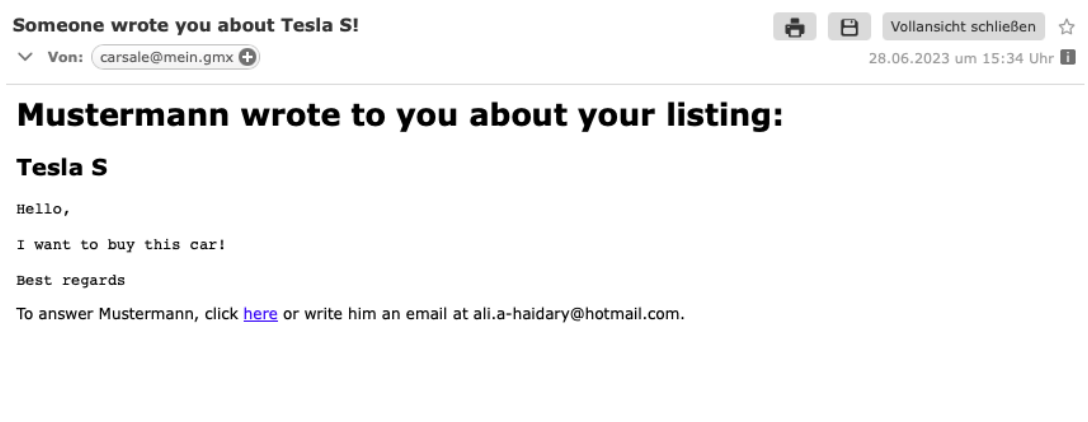 Someone wrote you about Tesla S!
Vollansicht schließen
Von: carsale@mein.gmx
28.06.2023 um 15:34 Uhr
Mustermann wrote to you about your listing:
Tesla S
Hello,
I want to buy this car!
Best regards
To answer Mustermann, click here or write him an email at ali.a-haidary@hotmail.com.